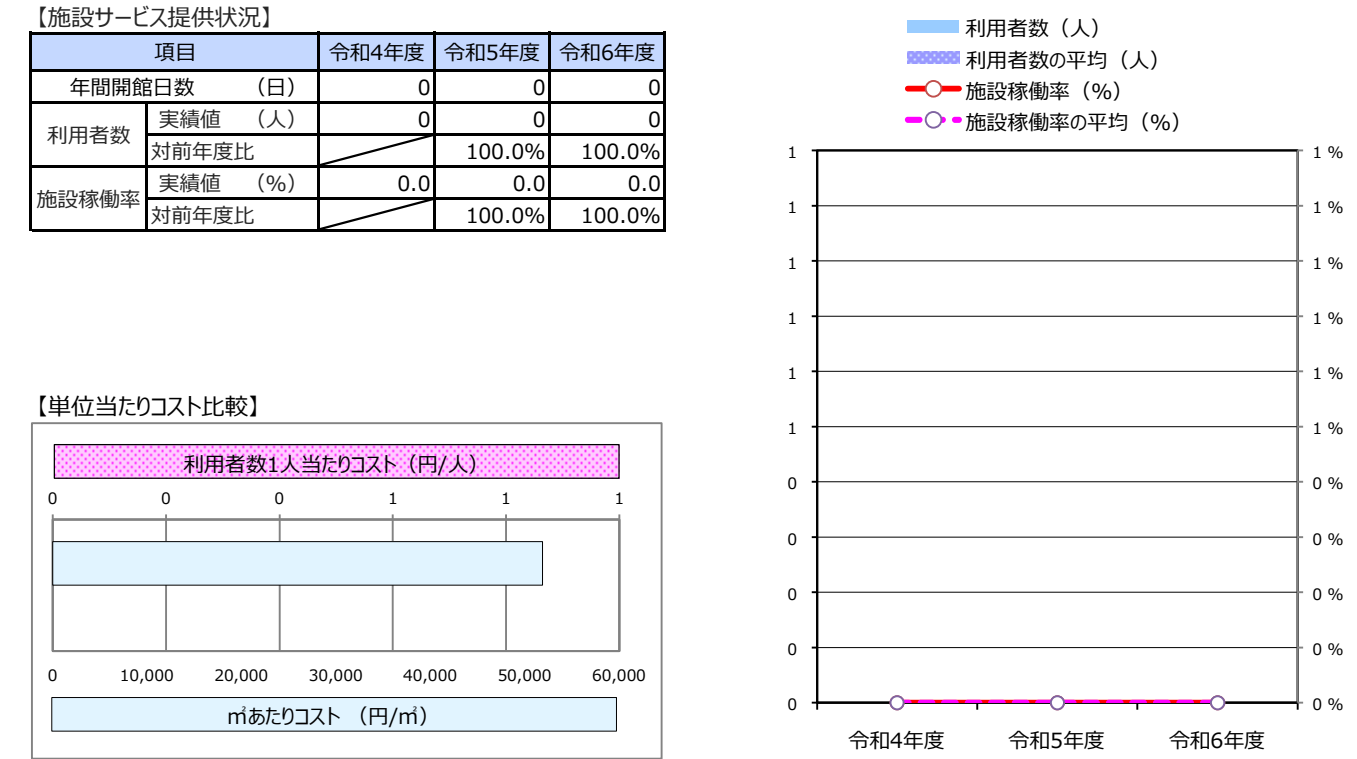 【施設サービス提供状況】
項目 令和4年度 令和5年度 令和6年度
年間開館日数 （日） 0 0 0
利用者数 実績値 （人） 0 0 0
対前年度比 100.0% 100.0%
施設稼働率 実績値 （%） 0.0 0.0 0.0
対前年度比 100.0% 100.0%
【単位当たりコスト比較】
利用者数1人当たりコスト（円/人）
0 0 0 1 1 1
0 10,000 20,000 30,000 40,000 50,000 60,000
㎡あたりコスト （円/㎡）
利用者数（人）
利用者数の平均（人）
施設稼働率（%）
施設稼働率の平均（%）
1 1 %
1 1 %
1 1 %
1 1 %
1 1 %
1 1 %
0 0 %
0 0 %
0 0 %
0 0 %
0 0 %
令和4年度 令和5年度 令和6年度